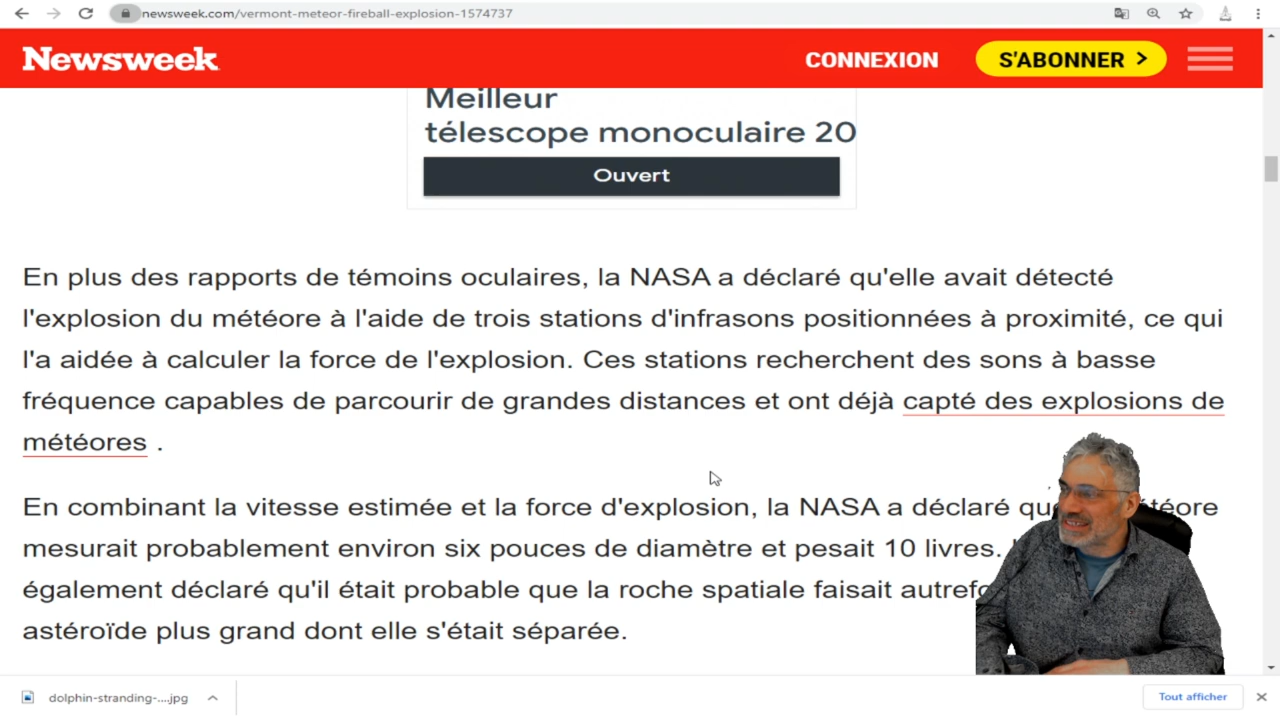 newsweek.com/vermont-meteor-fireball-explosion-1574737
Newsweek
CONNEXION
S'ABONNER >
Meilleur
télescope monoculaire 20
Ouvert
En plus des rapports de témoins oculaires, la NASA a déclaré qu'elle avait détecté
l'explosion du météore à l'aide de trois stations d'infrasons positionnées à proximité, ce qui
l'a aidée à calculer la force de l'explosion. Ces stations recherchent des sons à basse
fréquence capables de parcourir de grandes distances et ont déjà capté des explosions de
météores .
En combinant la vitesse estimée et la force d'explosion, la NASA a déclaré
mesurait probablement environ six pouces de diamètre et pesait 10 livres.
également déclaré qu'il était probable que la roche spatiale faisait
astéroïde plus grand dont elle s'était séparée.
dolphin-stranding-....jpg
Tout afficher